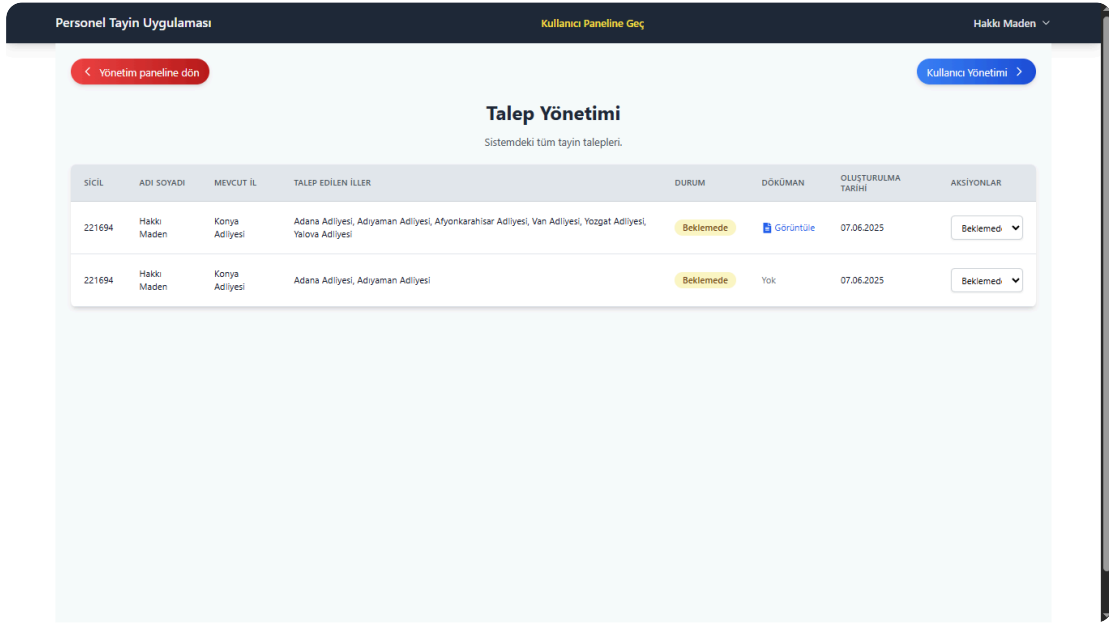 Personel Tayin Uygulaması
Kullanıcı Paneline Geç
Hakkı Maden
Yönetim paneline dön
Kullanıcı Yönetimi
Talep Yönetimi
Sistemdeki tüm tayin talepleri.
SİCİL ADI SOYADI MEVCUT İL TALEP EDİLEN İLLER DURUM DÖKÜMAN OLUŞTURULMA TARİHİ AKSİYONLAR
221694 Hakkı Maden Konya Adliyesi Adana Adliyesi, Adıyaman Adliyesi, Afyonkarahisar Adliyesi, Van Adliyesi, Yozgat Adliyesi, Yalova Adliyesi Beklemede Görüntüle 07.06.2025 Beklemed
221694 Hakkı Maden Konya Adliyesi Adana Adliyesi, Adıyaman Adliyesi Beklemede Yok 07.06.2025 Beklemed